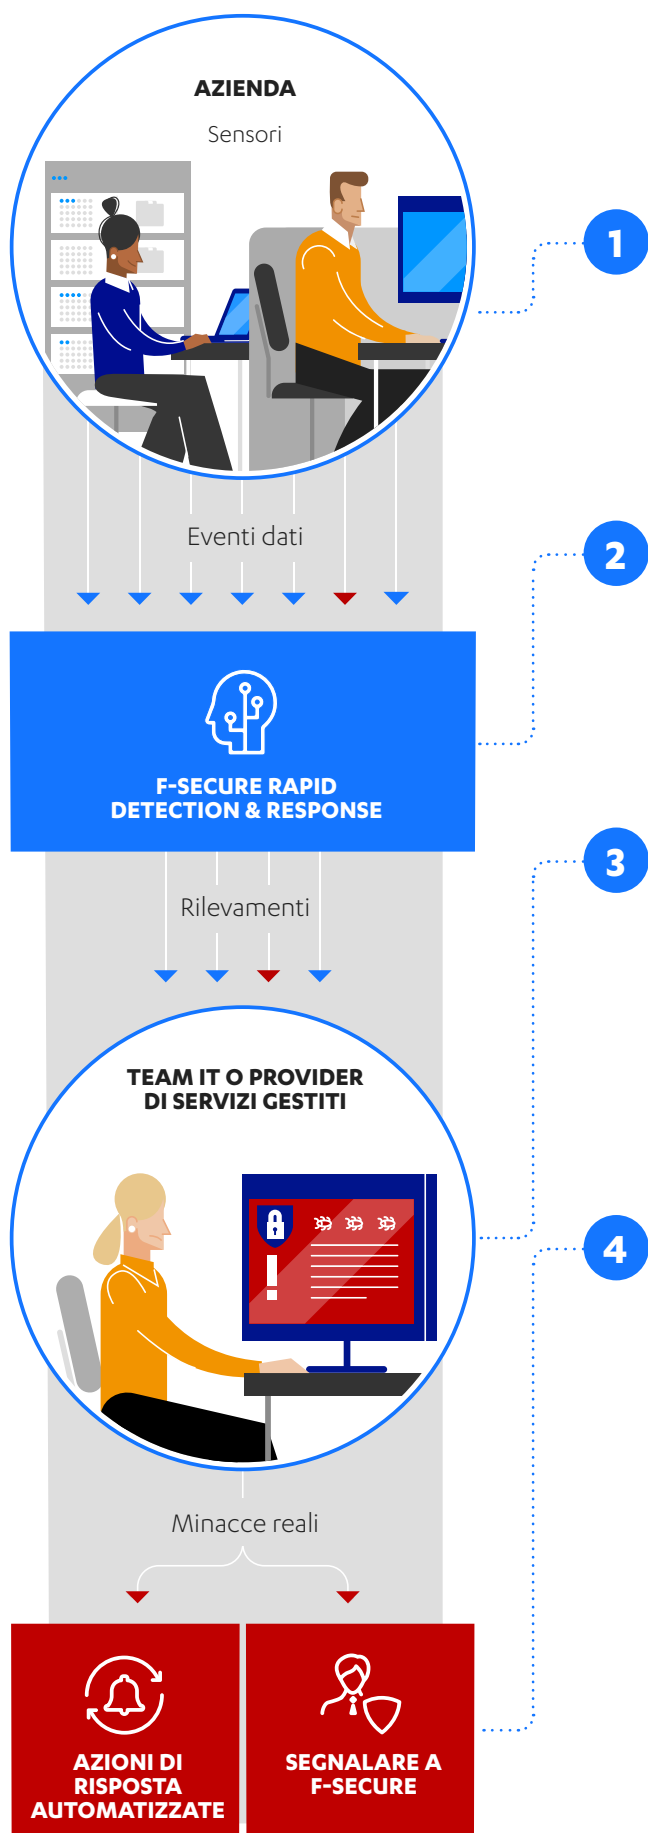 AZIENDA
Sensori
1
Eventi dati
2
F-SECURE RAPID
DETECTION & RESPONSE
3
Rilevamenti
TEAM IT O PROVIDER
DI SERVIZI GESTITI
4
Minacce reali
AZIONI DI
RISPOSTA
AUTOMATIZZATE
SEGNALARE A
F-SECURE